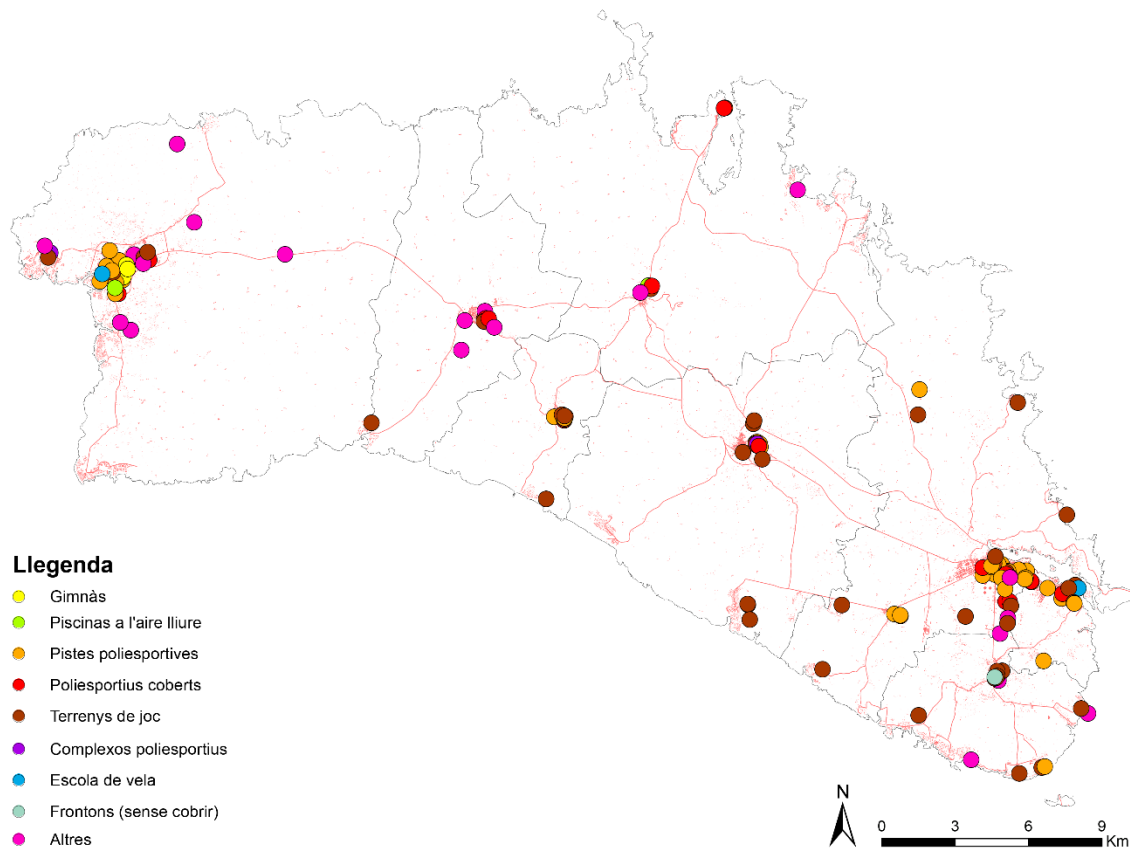 Llegenda
Gimnàs
Piscinas a l'aire lliure
Pistes poliesportives
Poliesportius coberts
Terrenys de joc
Complexos poliesportius
Escola de vela
Frontons (sense cobrir)
Altres
N
0 3 6 9
Km